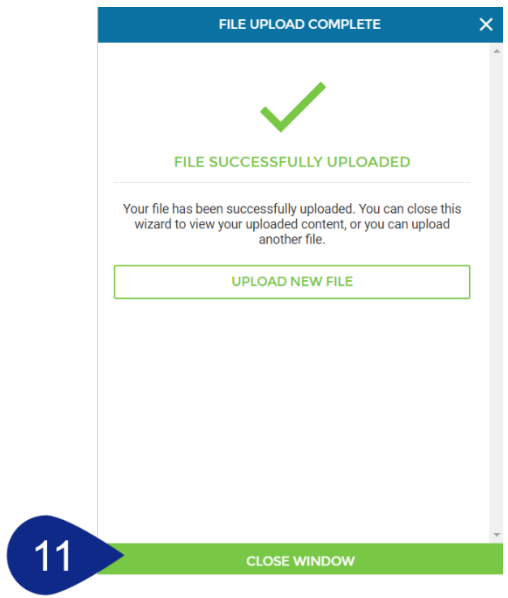 FILE UPLOAD COMPLETE
FILE SUCCESSFULLY UPLOADED
Your file has been successfully uploaded. You can close this
wizard to view your uploaded content, or you can upload
another file.
UPLOAD NEW FILE
11
CLOSE WINDOW